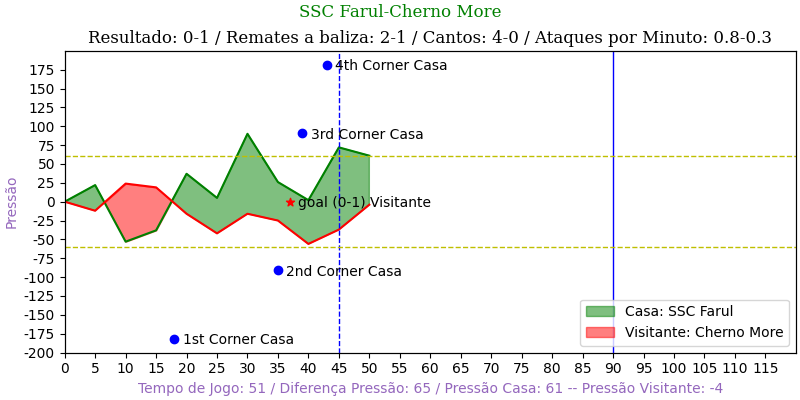 SSC Farul-Cherno More
Resultado: 0-1 / Remates a baliza: 2-1 / Cantos: 4-0 / Ataques por Minuto: 0.8-0.3
Pressão
175
150
125
100
75
50
25
0
-25
-50
-75
-100
-125
-150
-175
-200
4th Corner Casa
3rd Corner Casa
goal (0-1) Visitante
2nd Corner Casa
1st Corner Casa
Casa: SSC Farul
Visitante: Cherno More
0 5 10 15 20 25 30 35 40 45 50 55 60 65 70 75 80 85 90 95 100 105 110 115
Tempo de Jogo: 51 / Diferença Pressão: 65 / Pressão Casa: 61 -- Pressão Visitante: -4